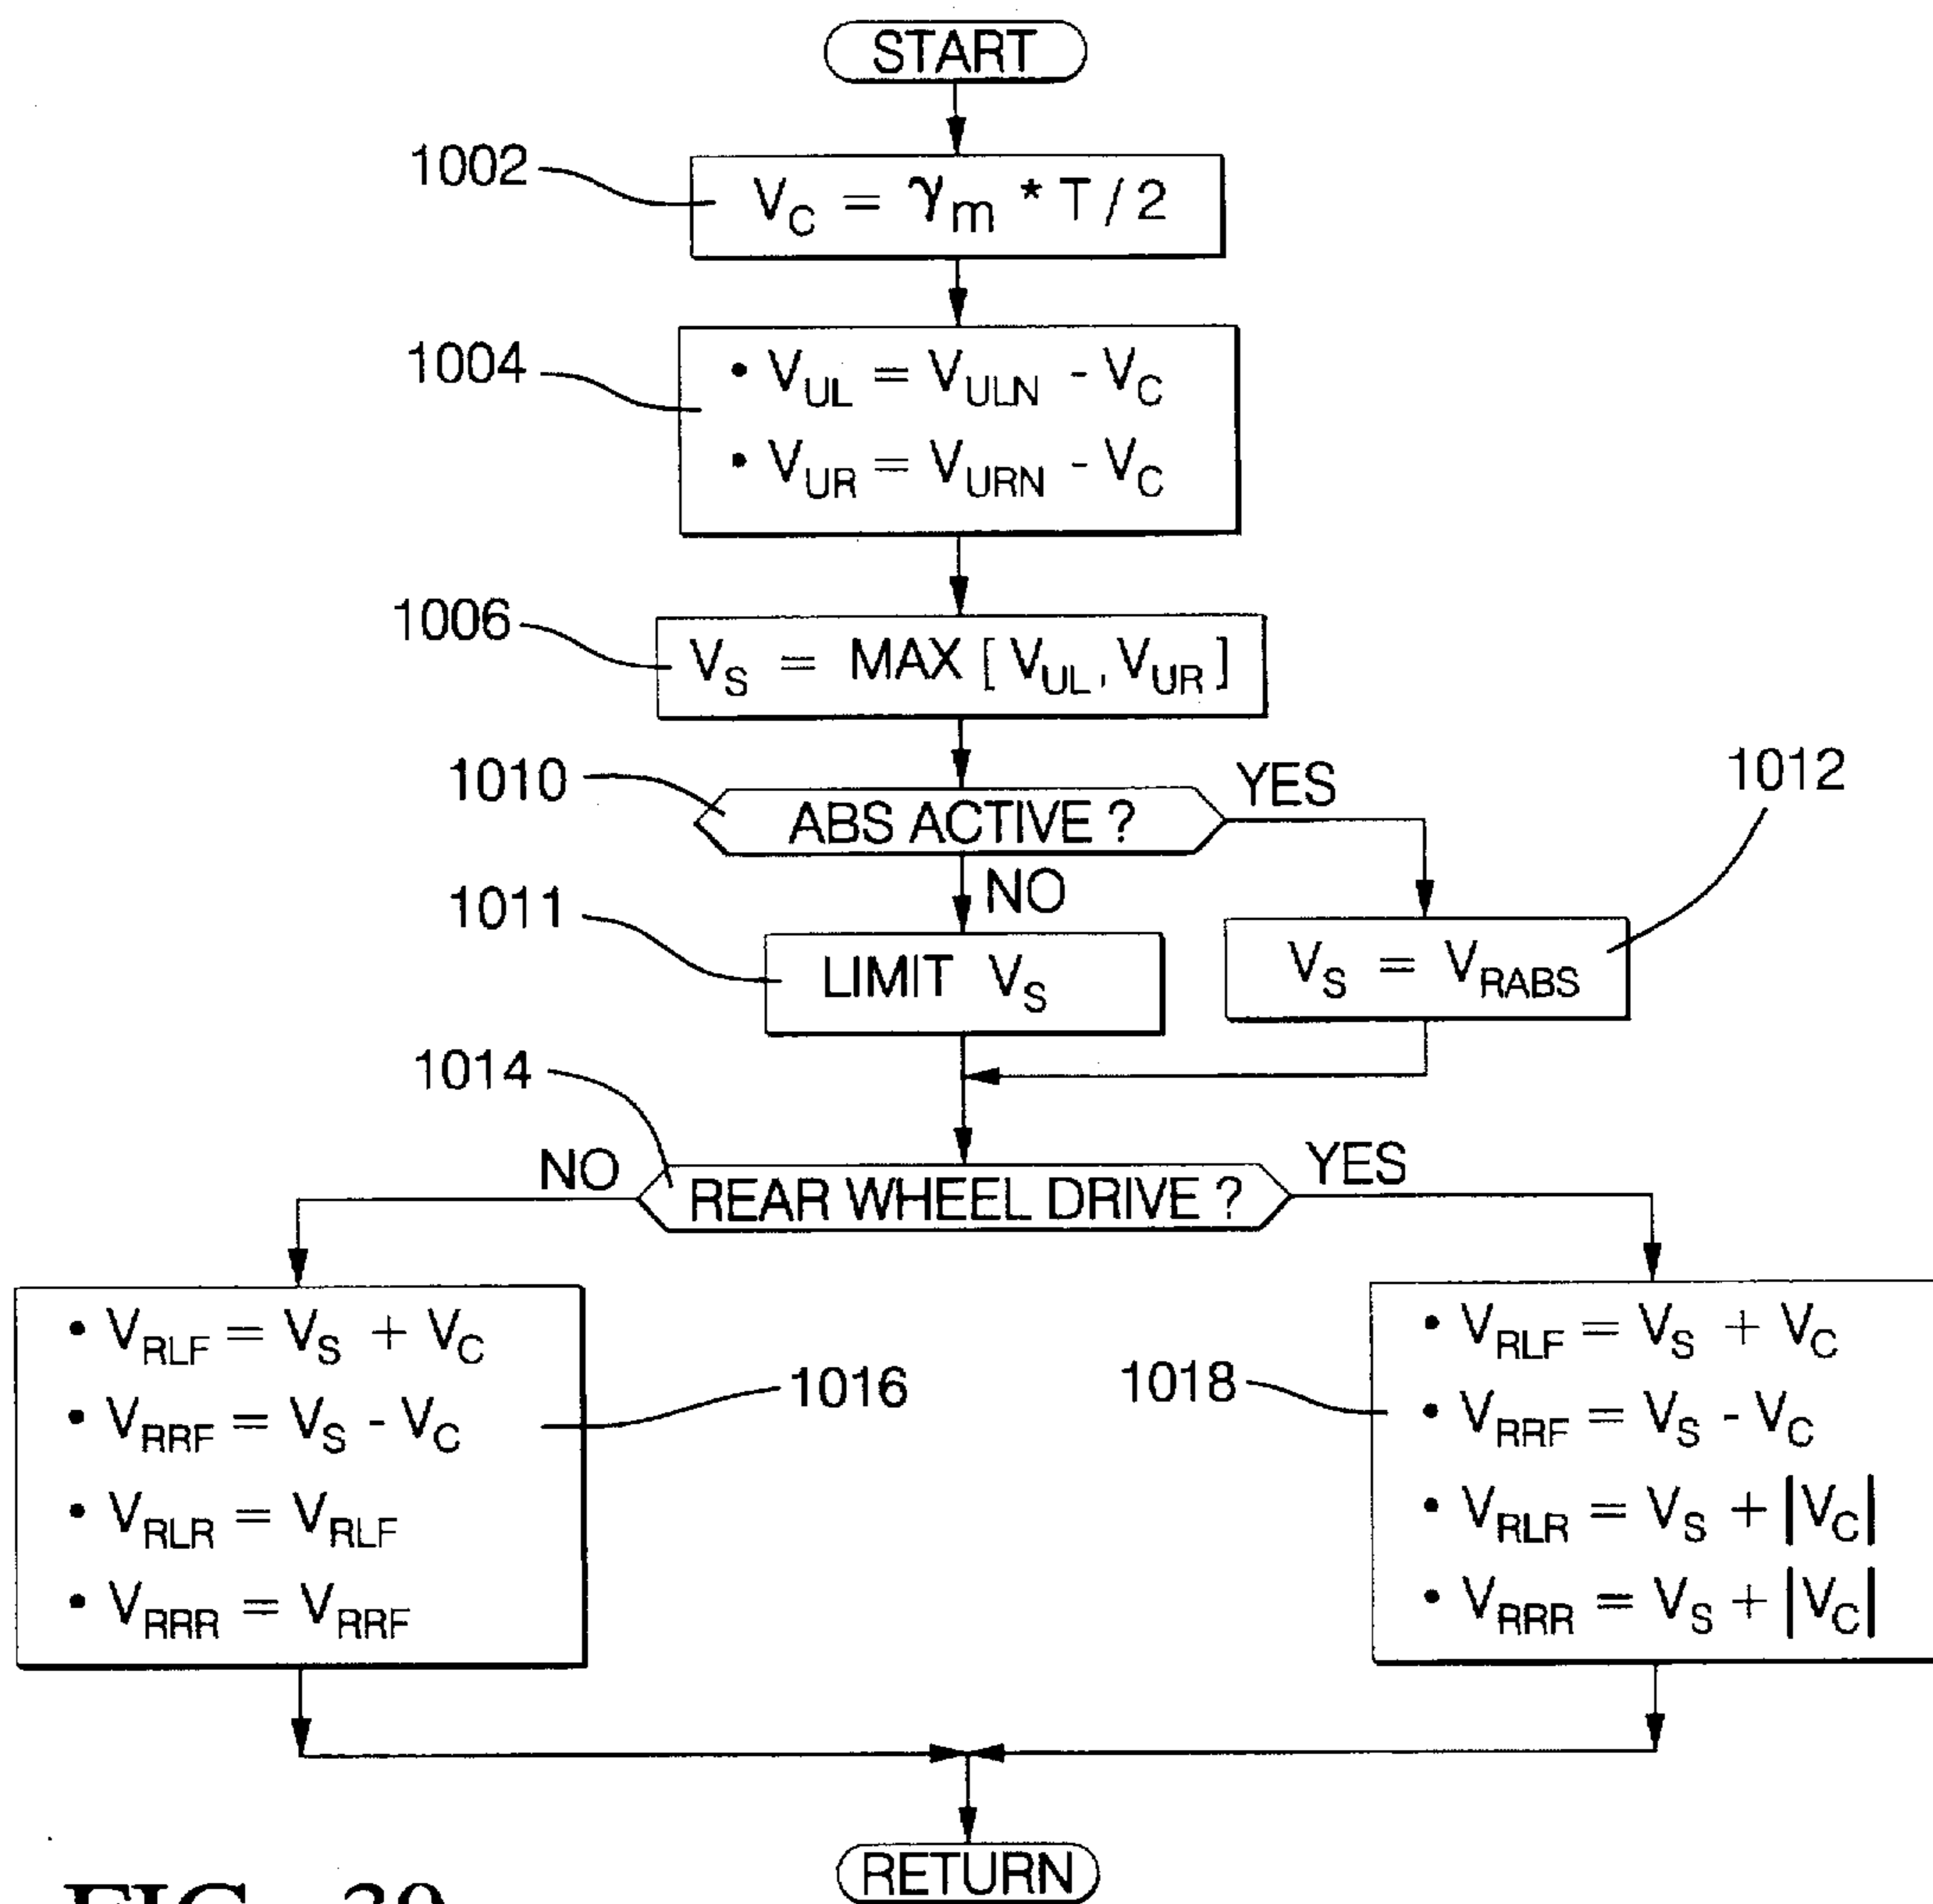 START
1002
V_C = γ_m * T / 2
1004
• V_UL = V_ULN - V_C
• V_UR = V_URN - V_C
1006
V_S = MAX [ V_UL, V_UR ]
1010
ABS ACTIVE ?
YES
1012
NO
1011
LIMIT V_S
V_S = V_RABS
1014
NO
REAR WHEEL DRIVE ?
YES
• V_RLF = V_S + V_C
• V_RRF = V_S - V_C
• V_RLR = V_RLF
• V_RRR = V_RRF
1016
1018
• V_RLF = V_S + V_C
• V_RRF = V_S - V_C
• V_RLR = V_S + |V_C|
• V_RRR = V_S + |V_C|
RETURN